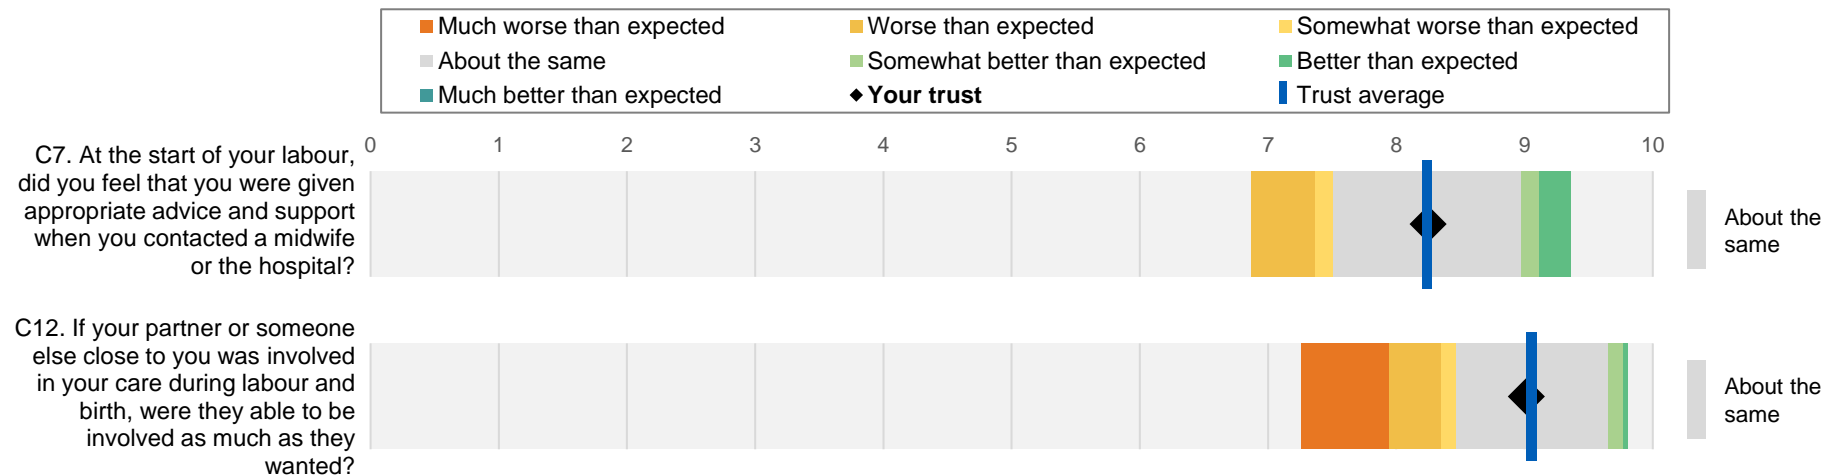 Much worse than expected
Worse than expected
Somewhat worse than expected
About the same
Somewhat better than expected
Better than expected
Much better than expected
Your trust
Trust average
0 1 2 3 4 5 6 7 8 9 10
C7. At the start of your labour,
did you feel that you were given
appropriate advice and support
when you contacted a midwife
or the hospital?
About the
same
C12. If your partner or someone
else close to you was involved
in your care during labour and
birth, were they able to be
involved as much as they
wanted?
About the
same